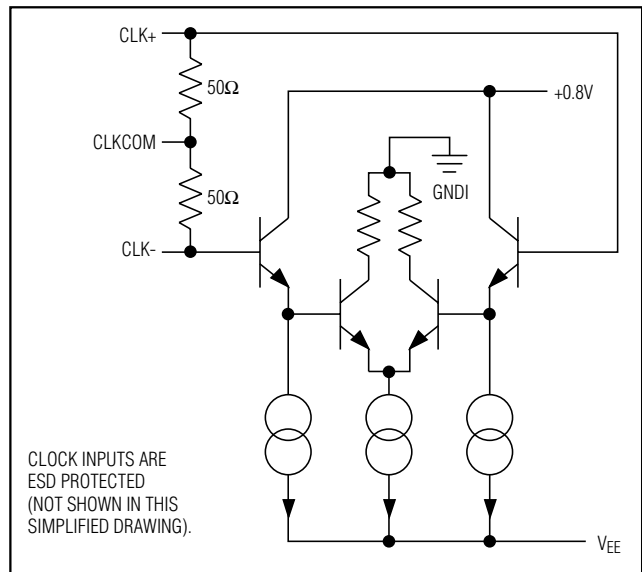 CLK+
50Ω
CLKCOM
50Ω
CLK-
+0.8V
GNDI
CLOCK INPUTS ARE
ESD PROTECTED
(NOT SHOWN IN THIS
SIMPLIFIED DRAWING).
VEE